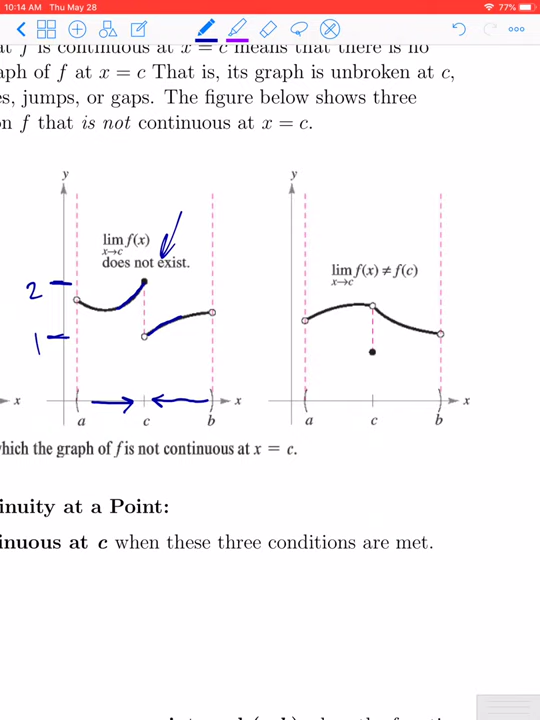 10:14 AM Thu May 28
77%
at f is continuous at x = c means that there is no
aph of f at x = c That is, its graph is unbroken at c,
es, jumps, or gaps. The figure below shows three
on f that is not continuous at x = c.
y
y
lim f(x)
x→c
does not exist.
lim f(x) ≠ f(c)
x→c
2
1
x
x
x
a
c
b
a
c
b
hich the graph of f is not continuous at x = c.
inuity at a Point:
inuous at c when these three conditions are met.